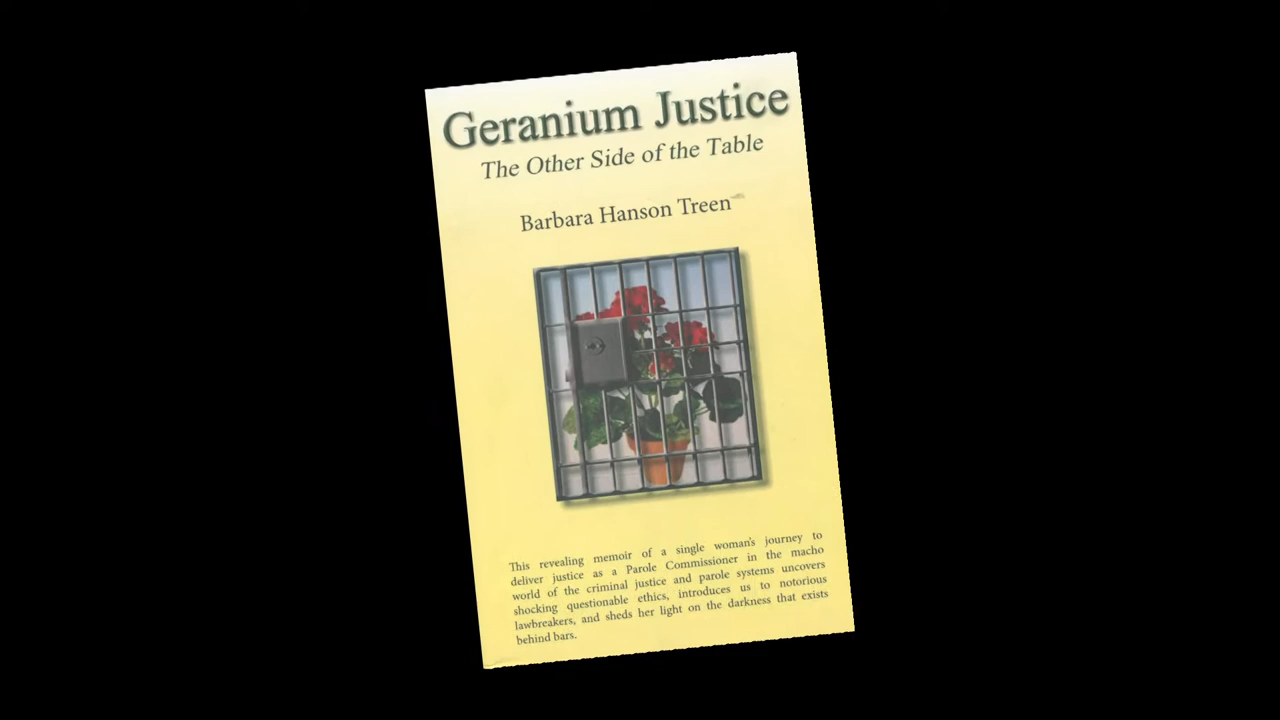 Geranium Justice
The Other Side of the Table
Barbara Hanson Treen
This revealing memoir of a single woman's journey to
deliver justice as a Parole Commissioner in the macho
world of the criminal justice and parole systems uncovers
shocking questionable ethics, introduces us to notorious
lawbreakers, and sheds her light on the darkness that exists
behind bars.